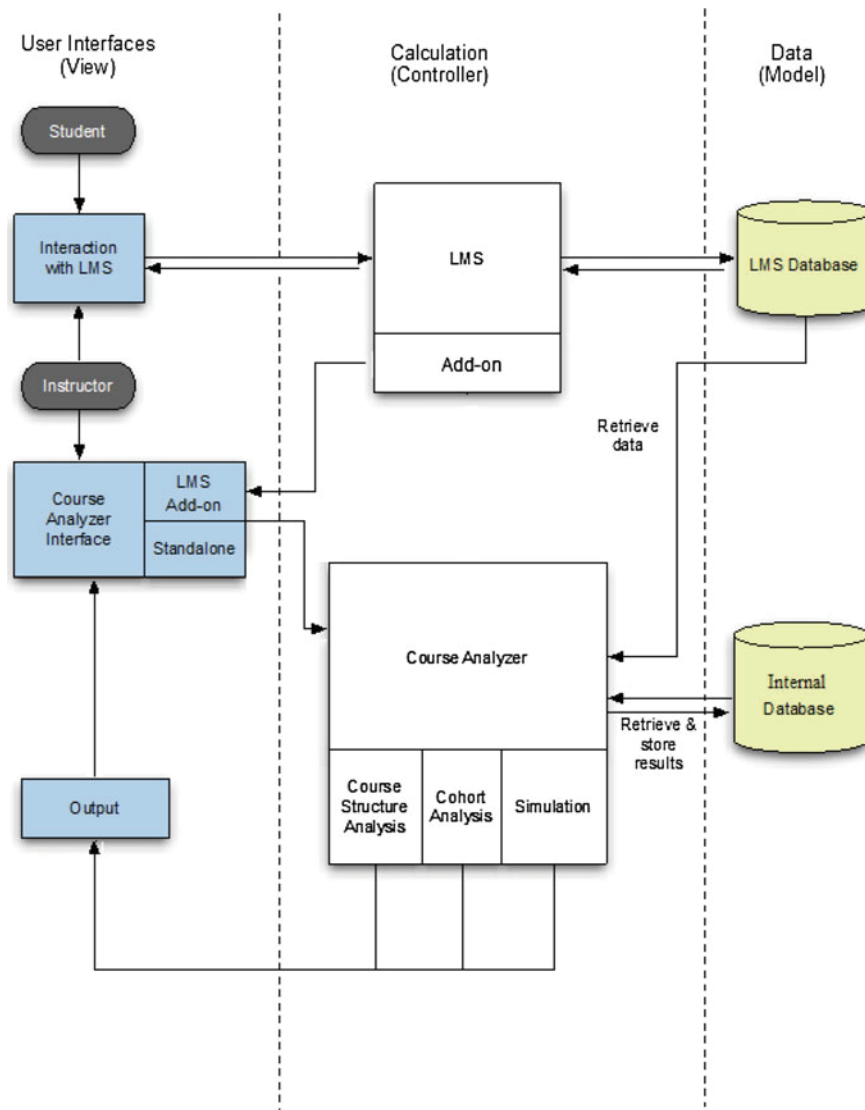 User Interfaces
(View)
Calculation
(Controller)
Data
(Model)
Student
Interaction
with LMS
LMS
LMS Database
Add-on
Instructor
Retrieve
data
Course
Analyzer
Interface
LMS
Add-on
Standalone
Course Analyzer
Internal
Database
Retrieve &
store
results
Course
Structure
Analysis
Cohort
Analysis
Simulation
Output